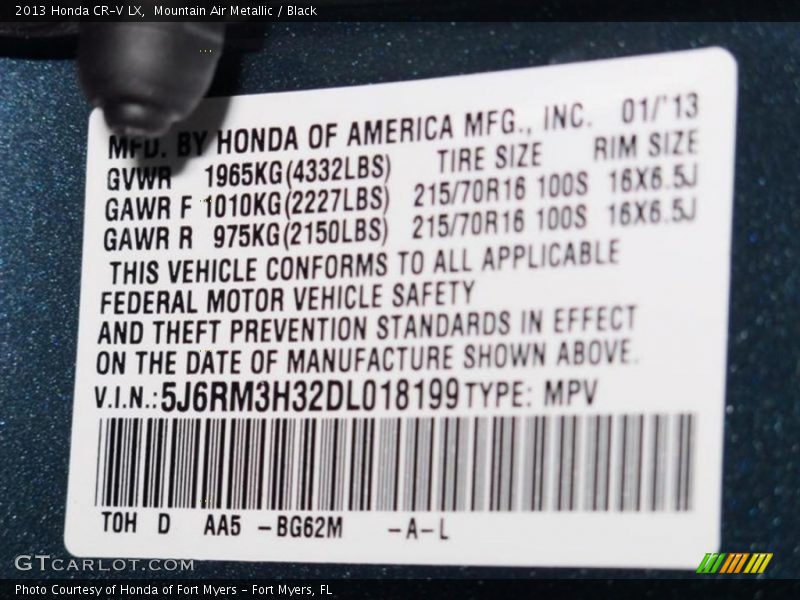 2013 Honda CR-V LX, Mountain Air Metallic / Black
MFD. BY HONDA OF AMERICA MFG., INC. 01/'13
GVWR 1965KG(4332LBS) TIRE SIZE RIM SIZE
GAWR F 1010KG(2227LBS) 215/70R16 100S 16X6.5J
GAWR R 975KG(2150LBS) 215/70R16 100S 16X6.5J
THIS VEHICLE CONFORMS TO ALL APPLICABLE
FEDERAL MOTOR VEHICLE SAFETY
AND THEFT PREVENTION STANDARDS IN EFFECT
ON THE DATE OF MANUFACTURE SHOWN ABOVE.
V.I.N.:5J6RM3H32DL018199 TYPE: MPV
TOH D AA5 -BG62M -A-L
GTCARLOT.COM
Photo Courtesy of Honda of Fort Myers - Fort Myers, FL